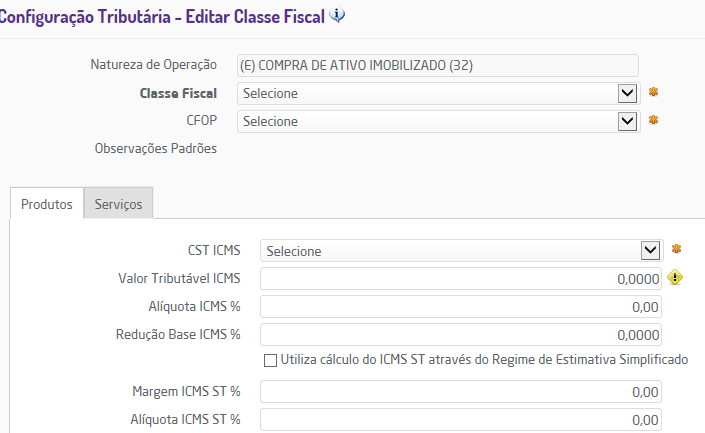 Configuração Tributária - Editar Classe Fiscal
Natureza de Operação (E) COMPRA DE ATIVO IMOBILIZADO (32)
Classe Fiscal Selecione
CFOP Selecione
Observações Padrões
Produtos Serviços
CST ICMS Selecione
Valor Tributável ICMS 0,0000
Alíquota ICMS % 0,00
Redução Base ICMS % 0,0000
Utiliza cálculo do ICMS ST através do Regime de Estimativa Simplificado
Margem ICMS ST % 0,00
Alíquota ICMS ST % 0,00